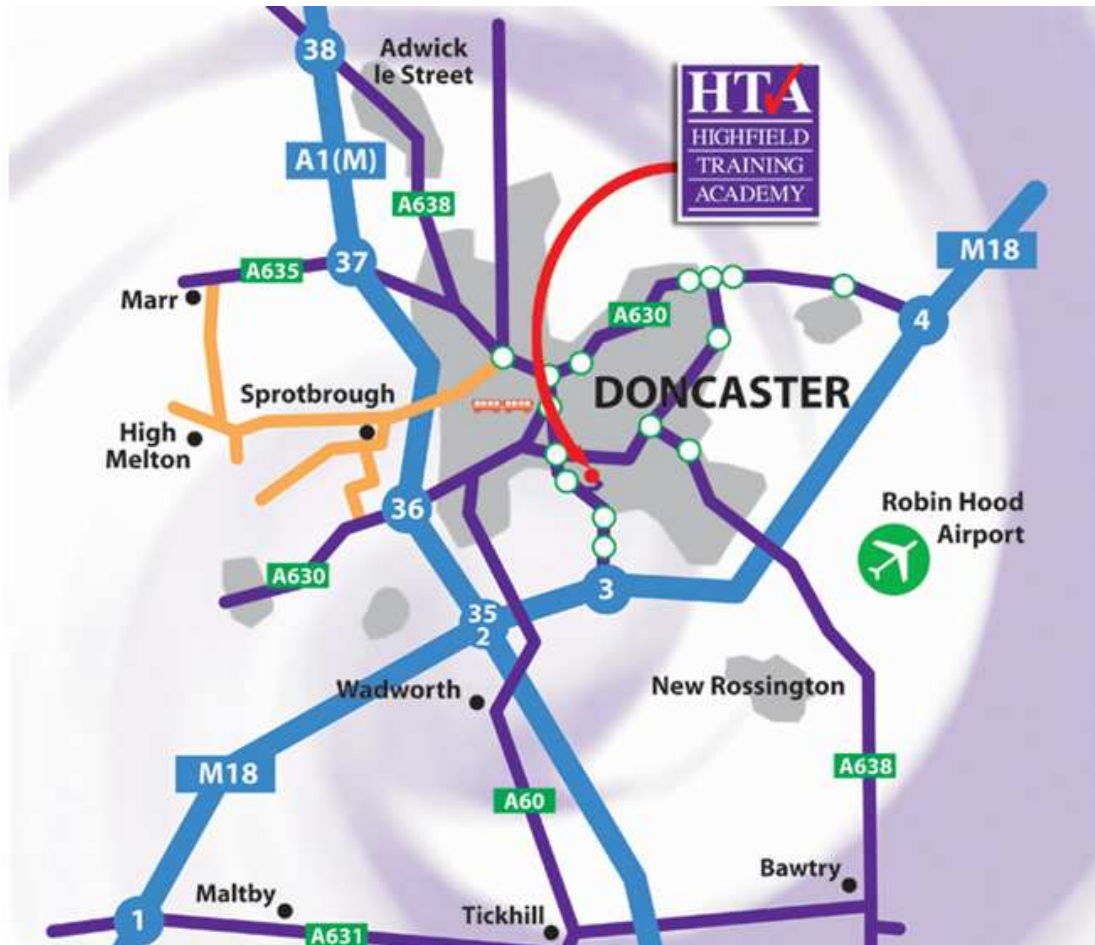 38
Adwick
le Street
HTA
HIGHFIELD
TRAINING
ACADEMY
A1(M)
A638
M18
37
A635
Marr
A630
4
Sprotbrough
DONCASTER
High
Melton
36
Robin Hood
Airport
A630
3
35
2
Wadworth
New Rossington
M18
A638
A60
Bawtry
Maltby
1
Tickhill
A631